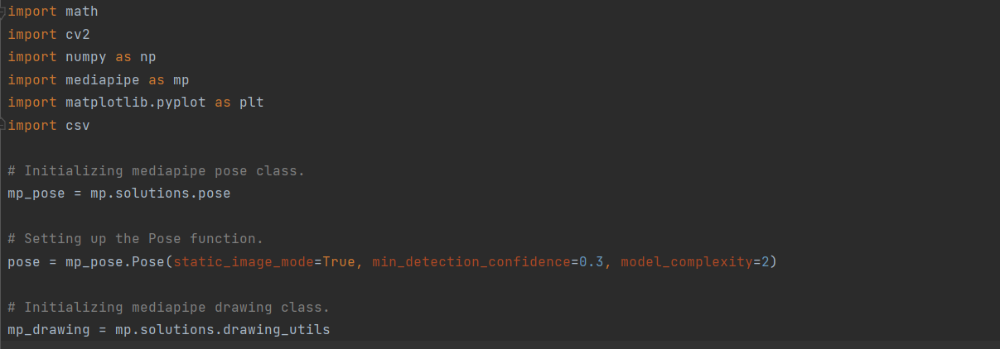 import math
import cv2
import numpy as np
import mediapipe as mp
import matplotlib.pyplot as plt
import csv
# Initializing mediapipe pose class.
mp_pose = mp.solutions.pose
# Setting up the Pose function.
pose = mp_pose.Pose(static_image_mode=True, min_detection_confidence=0.3, model_complexity=2)
# Initializing mediapipe drawing class.
mp_drawing = mp.solutions.drawing_utils